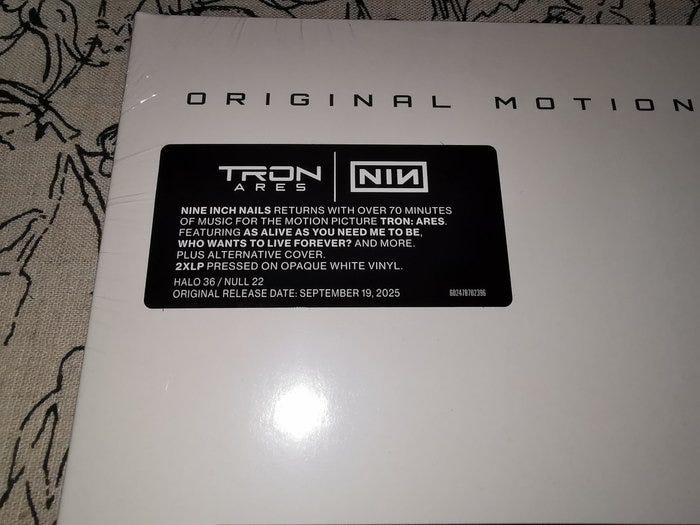 ORIGINAL MOTION
TRON | NIN
ARES
NINE INCH NAILS RETURNS WITH OVER 70 MINUTES
OF MUSIC FOR THE MOTION PICTURE TRON: ARES.
FEATURING AS ALIVE AS YOU NEED ME TO BE,
WHO WANTS TO LIVE FOREVER? AND MORE.
PLUS ALTERNATIVE COVER.
2XLP PRESSED ON OPAQUE WHITE VINYL.
HALO 36 / NULL 22
ORIGINAL RELEASE DATE: SEPTEMBER 19, 2025